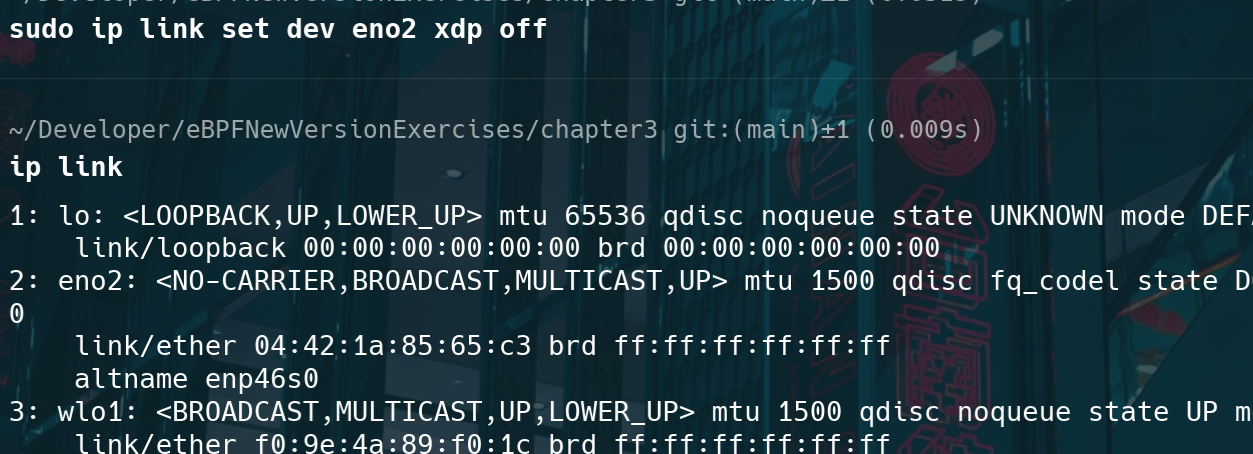 sudo ip link set dev eno2 xdp off
~/Developer/eBPFNewVersionExercises/chapter3 git:(main)±1 (0.009s)
ip link
1: lo: <LOOPBACK,UP,LOWER_UP> mtu 65536 qdisc noqueue state UNKNOWN mode DEFA
link/loopback 00:00:00:00:00:00 brd 00:00:00:00:00:00
2: eno2: <NO-CARRIER,BROADCAST,MULTICAST,UP> mtu 1500 qdisc fq_codel state DO
0
link/ether 04:42:1a:85:65:c3 brd ff:ff:ff:ff:ff:ff
altname enp46s0
3: wlo1: <BROADCAST,MULTICAST,UP,LOWER_UP> mtu 1500 qdisc noqueue state UP m
link/ether f0:9e:4a:89:f0:1c brd ff:ff:ff:ff:ff:ff